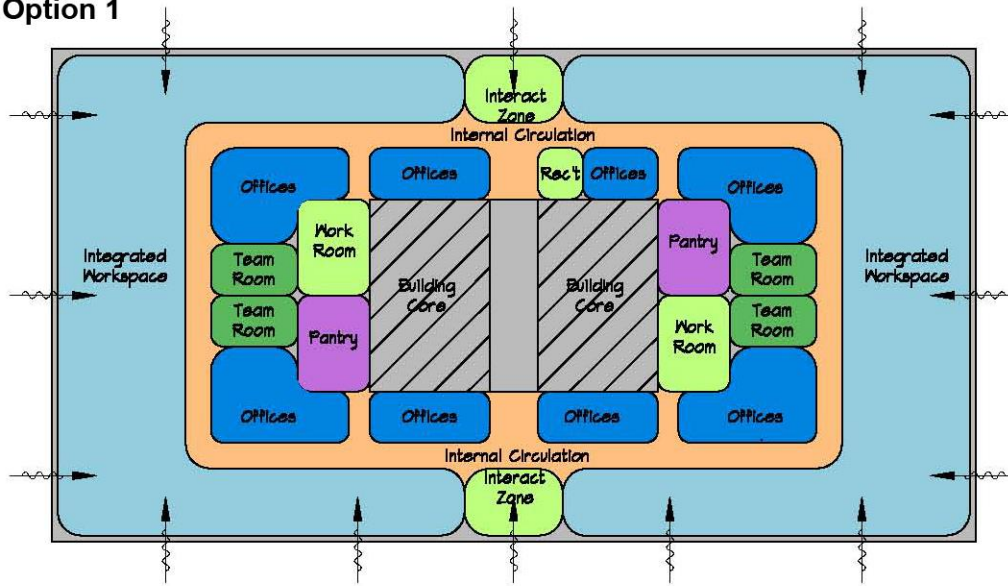 Option 1
Interact
Zone
Internal Circulation
Offices
Offices
Rec't
Offices
Offices
Work
Room
Pantry
Integrated
Workspace
Team
Room
Building
Core
Building
Core
Team
Room
Integrated
Workspace
Team
Room
Pantry
Work
Room
Team
Room
Offices
Offices
Offices
Offices
Internal Circulation
Interact
Zone